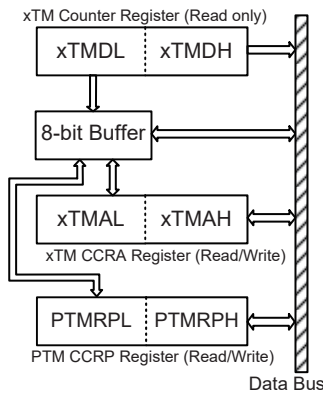 xTM Counter Register (Read only)
xTMDL xTMDH
8-bit Buffer
xTMAL xTMAH
xTM CCRA Register (Read/Write)
PTMRPL PTMRPH
PTM CCRP Register (Read/Write)
Data Bus